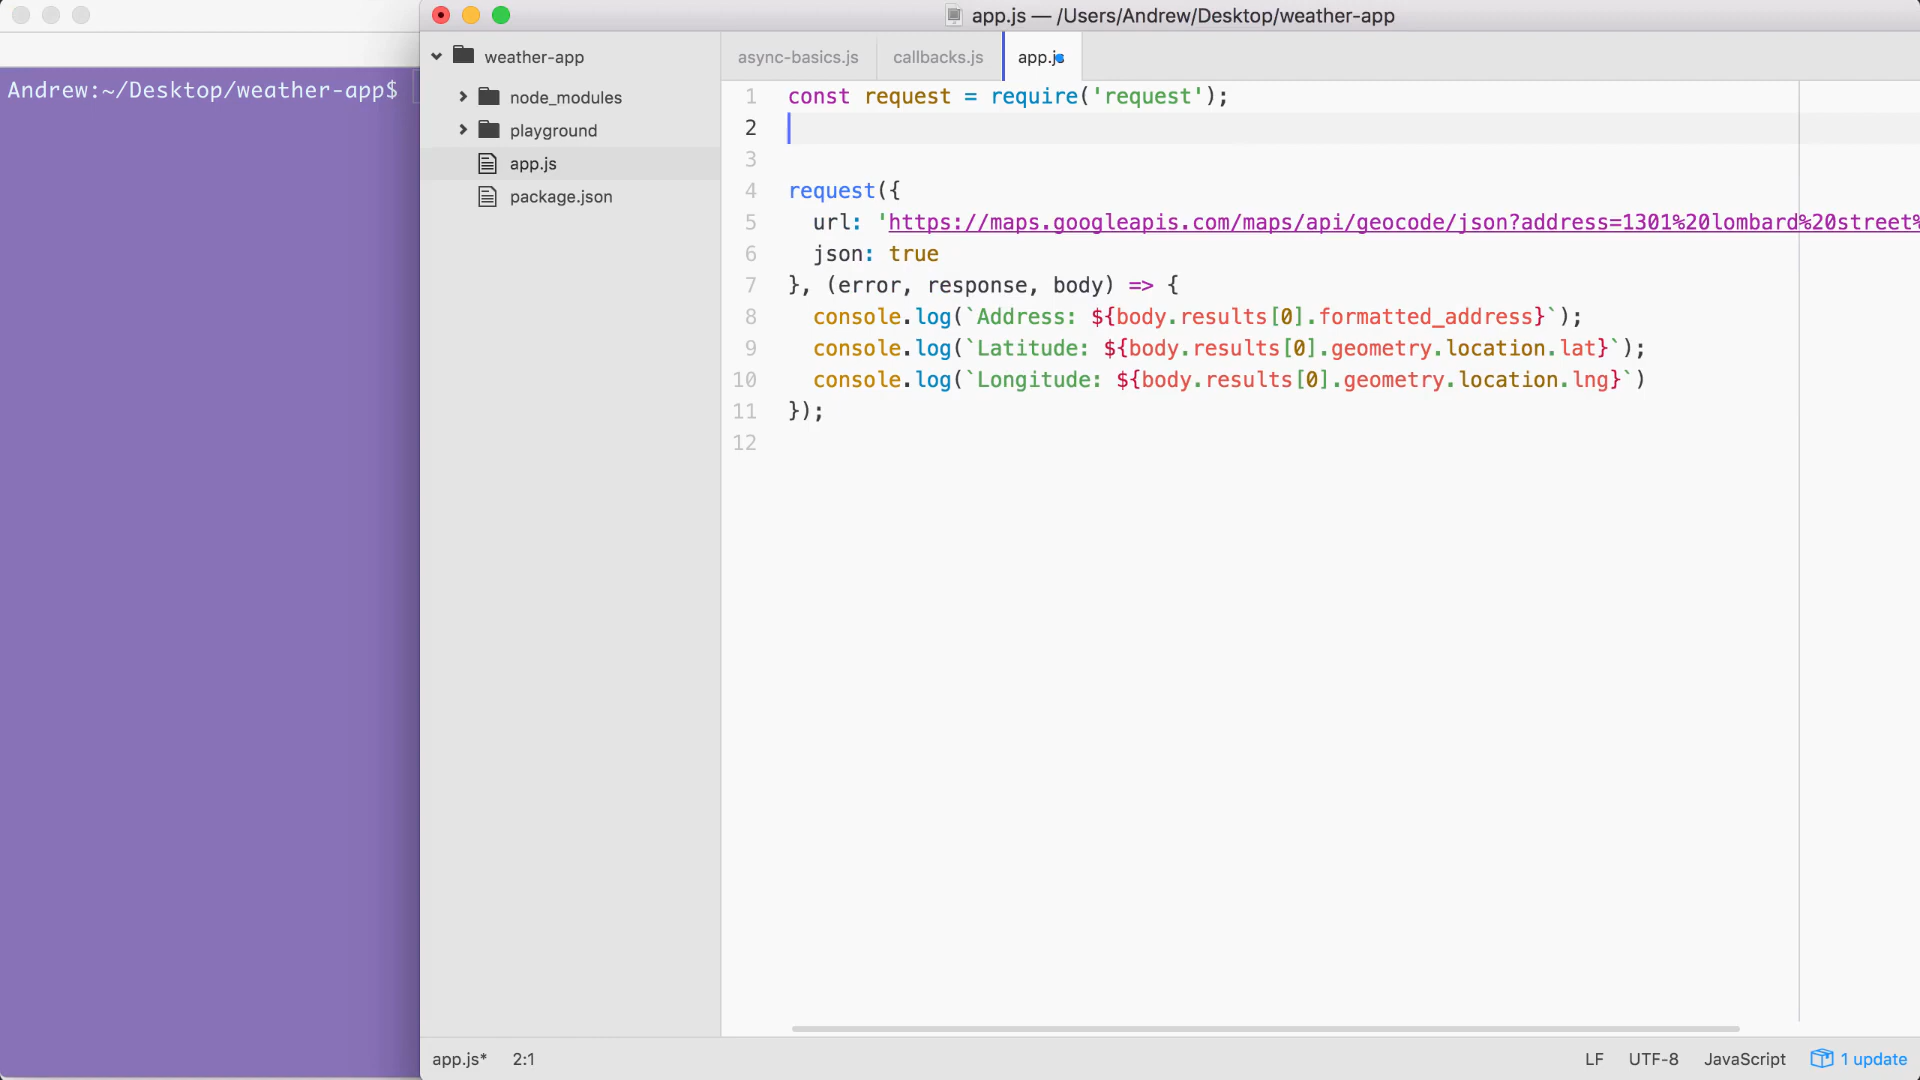 app.js — /Users/Andrew/Desktop/weather-app
Andrew:~/Desktop/weather-app$
weather-app
node_modules
playground
app.js
package.json
async-basics.js
callbacks.js
app.js
1 const request = require('request');
2
3
4 request({
5 url: 'https://maps.googleapis.com/maps/api/geocode/json?address=1301%20lombard%20street%
6 json: true
7 }, (error, response, body) => {
8 console.log(`Address: ${body.results[0].formatted_address}`);
9 console.log(`Latitude: ${body.results[0].geometry.location.lat}`);
10 console.log(`Longitude: ${body.results[0].geometry.location.lng}`)
11 });
12
app.js* 2:1
LF UTF-8 JavaScript 1 update